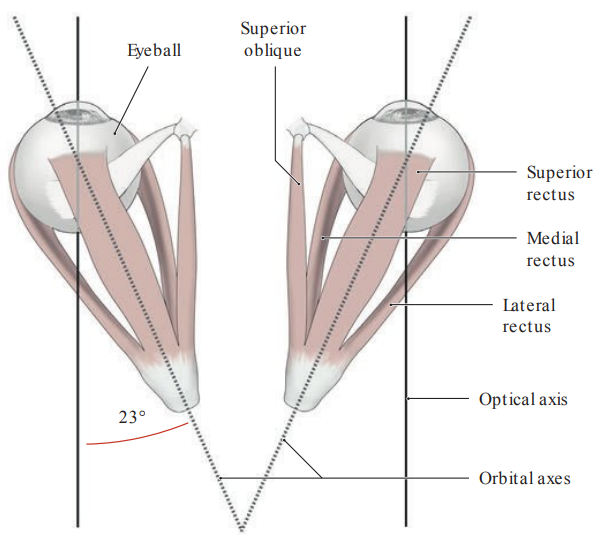 Superior
oblique
Eyeball
Superior
rectus
Medial
rectus
Lateral
rectus
Optical axis
23°
Orbital axes